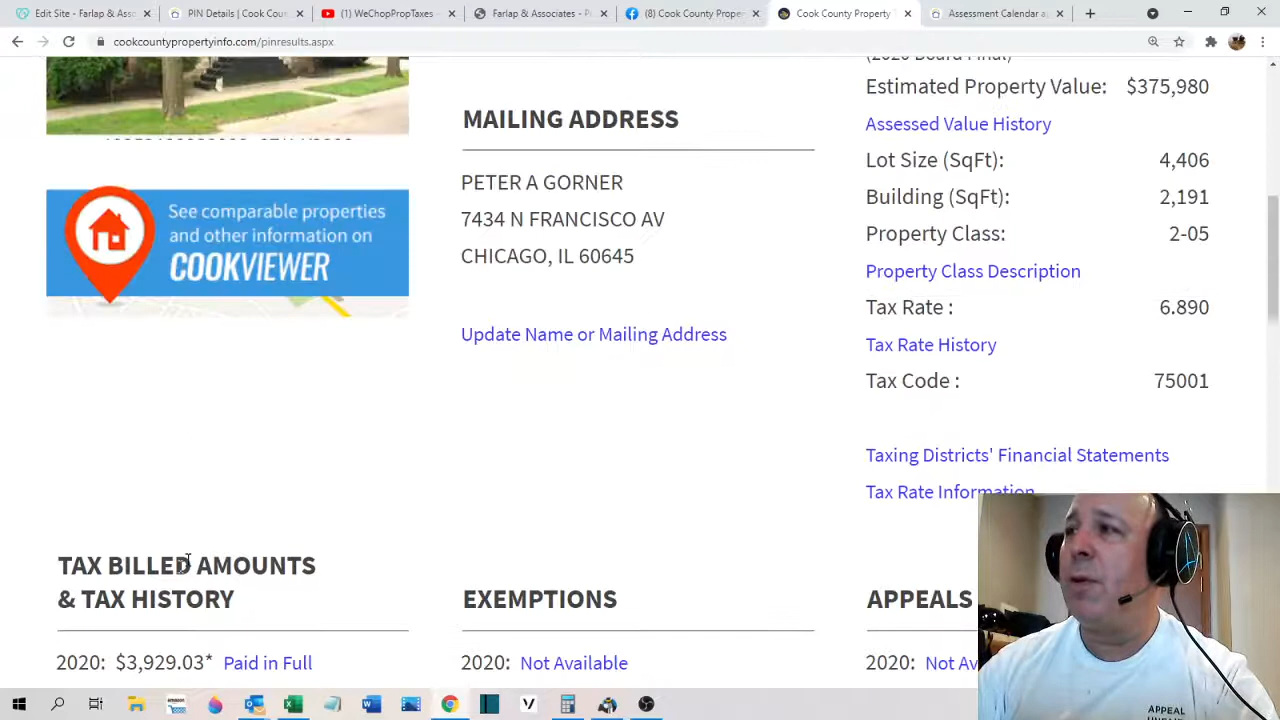 Edit Site - Farlap
PIN Details | Cook Cou
(1) WeChopPropTaxes -
Farlap & Associates - P
(8) Cook County Proper
Cook County Property T
Assessment Calendar a
cookcountypropertyinfo.com/pinresults.aspx
Estimated Property Value: $375,980
MAILING ADDRESS
Assessed Value History
Lot Size (SqFt): 4,406
PETER A GORNER
See comparable properties
and other information on
COOKVIEWER
Building (SqFt): 2,191
7434 N FRANCISCO AV
Property Class: 2-05
CHICAGO, IL 60645
Property Class Description
Tax Rate : 6.890
Update Name or Mailing Address
Tax Rate History
Tax Code : 75001
Taxing Districts' Financial Statements
Tax Rate Information
TAX BILLED AMOUNTS
& TAX HISTORY
EXEMPTIONS
APPEALS
2020: $3,929.03* Paid in Full
2020: Not Available
2020: Not Av
APPEAL